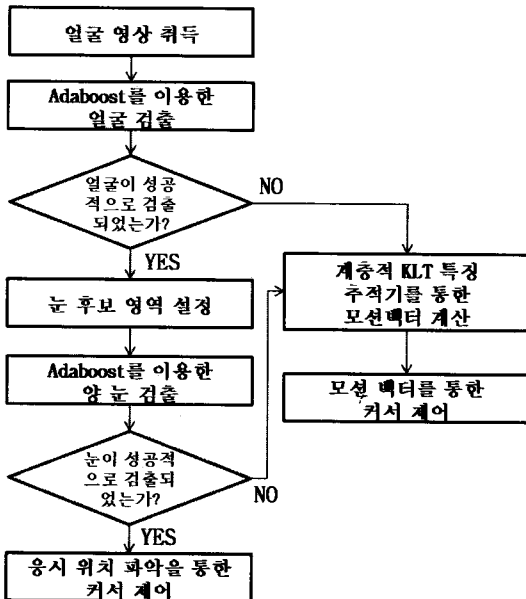 얼굴 영상 취득
Adaboost를 이용한
얼굴 검출
얼굴이 성공
적으로 검출
되었는가?
NO
YES
눈 후보 영역 설정
계층적 KLT 특징
추적기를 통한
모션벡터 계산
Adaboost를 이용한
양 눈 검출
모션 벡터를 통한
커서 제어
눈이 성공적
으로 검출되
었는가?
NO
YES
응시 위치 파악을 통한
커서 제어